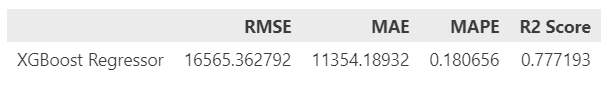 RMSE MAE MAPE R2 Score
XGBoost Regressor 16565.362792 11354.18932 0.180656 0.777193